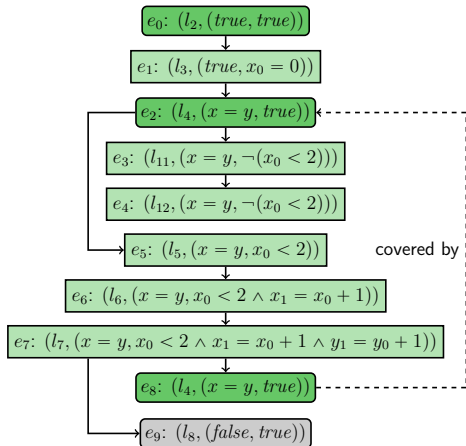 e₀: (l₂, (true, true))
e₁: (l₃, (true, x₀ = 0))
e₂: (l₄, (x = y, true))
e₃: (l₁₁, (x = y, ¬(x₀ < 2)))
e₄: (l₁₂, (x = y, ¬(x₀ < 2)))
e₅: (l₅, (x = y, x₀ < 2))
covered by
e₆: (l₆, (x = y, x₀ < 2 ∧ x₁ = x₀ + 1))
e₇: (l₇, (x = y, x₀ < 2 ∧ x₁ = x₀ + 1 ∧ y₁ = y₀ + 1))
e₈: (l₄, (x = y, true))
e₉: (l₈, (false, true))